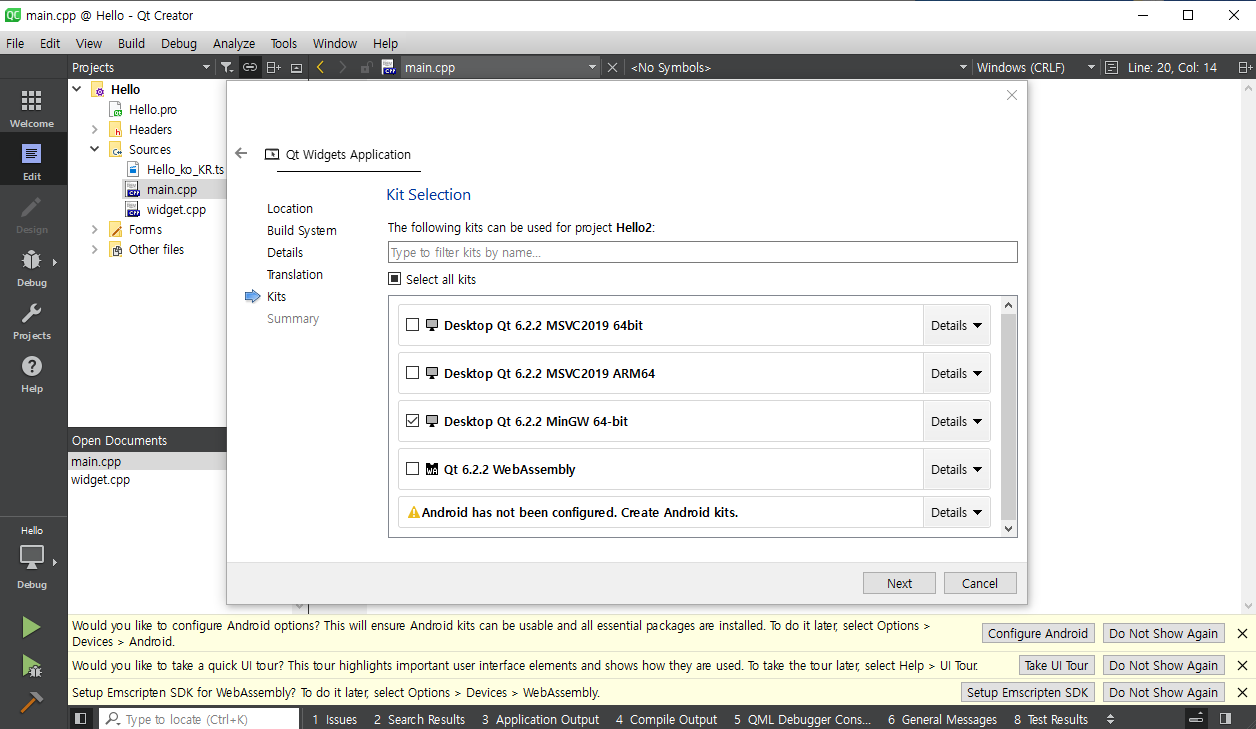 QC main.cpp @ Hello - Qt Creator
File Edit View Build Debug Analyze Tools Window Help
Projects main.cpp <No Symbols> Windows (CRLF) Line: 20, Col: 14
Welcome
Edit
Design
Debug
Projects
Help
Hello
Hello.pro
Headers
Sources
Hello_ko_KR.ts
main.cpp
widget.cpp
Forms
Other files
Open Documents
main.cpp
widget.cpp
Hello
Debug
Qt Widgets Application
Location
Build System
Details
Translation
Kits
Summary
Kit Selection
The following kits can be used for project Hello2:
Type to filter kits by name...
Select all kits
Desktop Qt 6.2.2 MSVC2019 64bit Details
Desktop Qt 6.2.2 MSVC2019 ARM64 Details
Desktop Qt 6.2.2 MinGW 64-bit Details
Qt 6.2.2 WebAssembly Details
Android has not been configured. Create Android kits. Details
Next Cancel
Would you like to configure Android options? This will ensure Android kits can be usable and all essential packages are installed. To do it later, select Options >
Devices > Android.
Configure Android Do Not Show Again
Would you like to take a quick UI tour? This tour highlights important user interface elements and shows how they are used. To take the tour later, select Help > UI Tour.
Take UI Tour Do Not Show Again
Setup Emscripten SDK for WebAssembly? To do it later, select Options > Devices > WebAssembly.
Setup Emscripten SDK Do Not Show Again
Type to locate (Ctrl+K) 1 Issues 2 Search Results 3 Application Output 4 Compile Output 5 QML Debugger Cons... 6 General Messages 8 Test Results